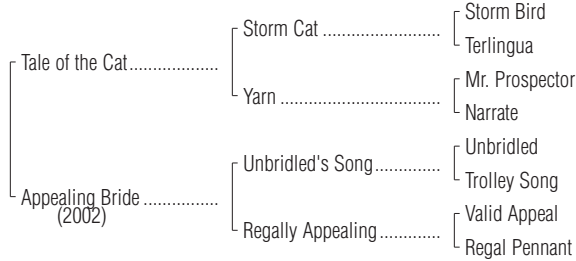 Storm Bird
Storm Cat ........................
Terlingua
Tale of the Cat...................
Mr. Prospector
Yarn .................................
Narrate
Unbridled
Unbridled's Song.............
Trolley Song
Appealing Bride ...............
(2002)
Valid Appeal
Regally Appealing............
Regal Pennant